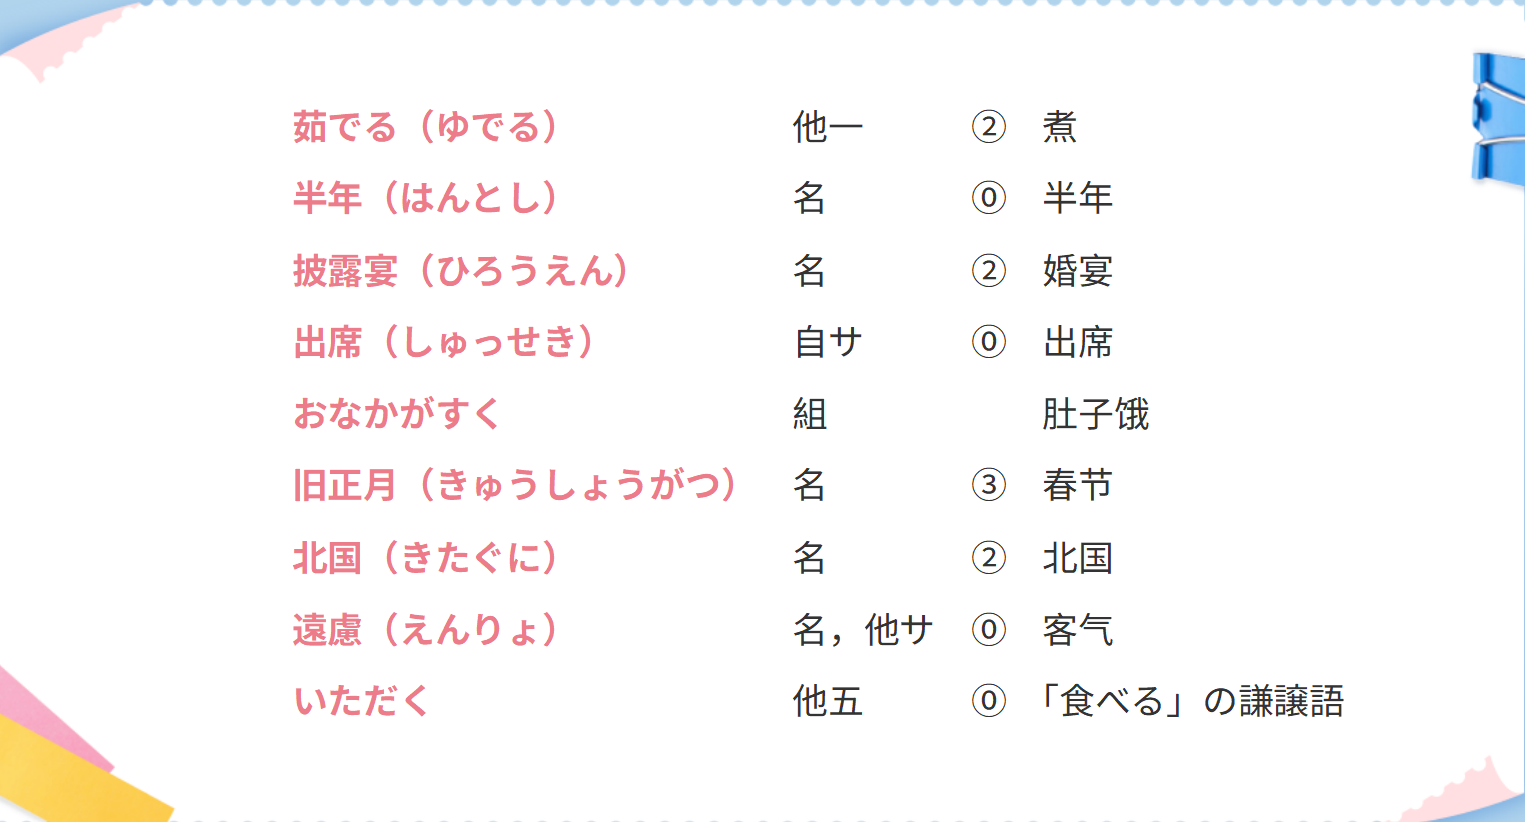 茹でる（ゆでる） 他一 ② 煮
半年（はんとし） 名 ⓪ 半年
披露宴（ひろうえん） 名 ② 婚宴
出席（しゅっせき） 自サ ⓪ 出席
おなかがすく 組 肚子饿
旧正月（きゅうしょうがつ） 名 ③ 春节
北国（きたぐに） 名 ② 北国
遠慮（えんりょ） 名，他サ ⓪ 客气
いただく 他五 ⓪ 「食べる」の謙譲語